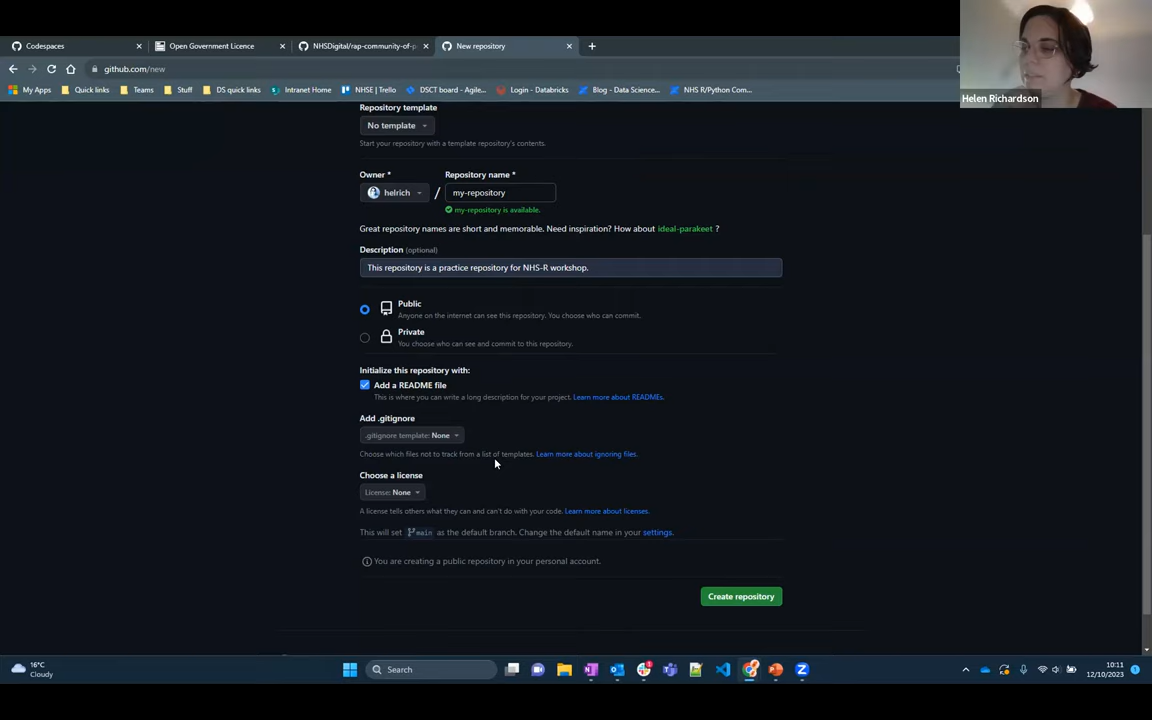 Codespaces
Open Government Licence
NHSDigital/rap-community-of-p
New repository
github.com/new
My Apps
Quick links
Teams
Stuff
DS quick links
Intranet Home
NHSE | Trello
DSCT board - Agile...
Login - Databricks
Blog - Data Science...
NHS R/Python Com...
Helen Richardson
Repository template
No template
Start your repository with a template repository's contents.
Owner *
Repository name *
helrich
/
my-repository
my-repository is available.
Great repository names are short and memorable. Need inspiration? How about ideal-parakeet ?
Description (optional)
This repository is a practice repository for NHS-R workshop.
Public
Anyone on the internet can see this repository. You choose who can commit.
Private
You choose who can see and commit to this repository.
Initialize this repository with:
Add a README file
This is where you can write a long description for your project. Learn more about READMEs.
Add .gitignore
.gitignore template: None
Choose which files not to track from a list of templates. Learn more about ignoring files.
Choose a license
License: None
A license tells others what they can and can't do with your code. Learn more about licenses.
This will set main as the default branch. Change the default name in your settings.
You are creating a public repository in your personal account.
Create repository
16°C
Cloudy
Search
10:11
12/10/2023
1